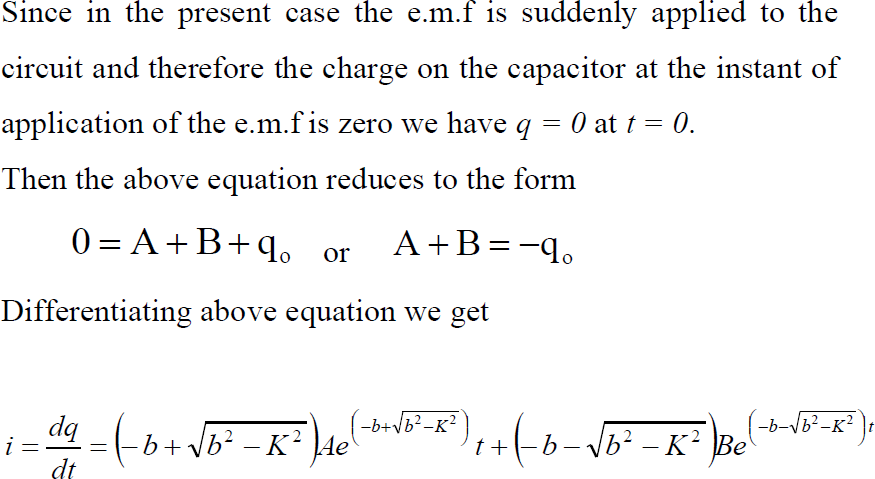 Since in the present case the e.m.f is suddenly applied to the
circuit and therefore the charge on the capacitor at the instant of
application of the e.m.f is zero we have q = 0 at t = 0.
Then the above equation reduces to the form
0 = A + B + qₒ or A + B = −qₒ
Differentiating above equation we get
i = dq/dt = (−b + √(b² − K²)) Ae^(−b+√(b²−K²)) t + (−b − √(b² − K²)) Be^((−b−√(b²−K²))t)